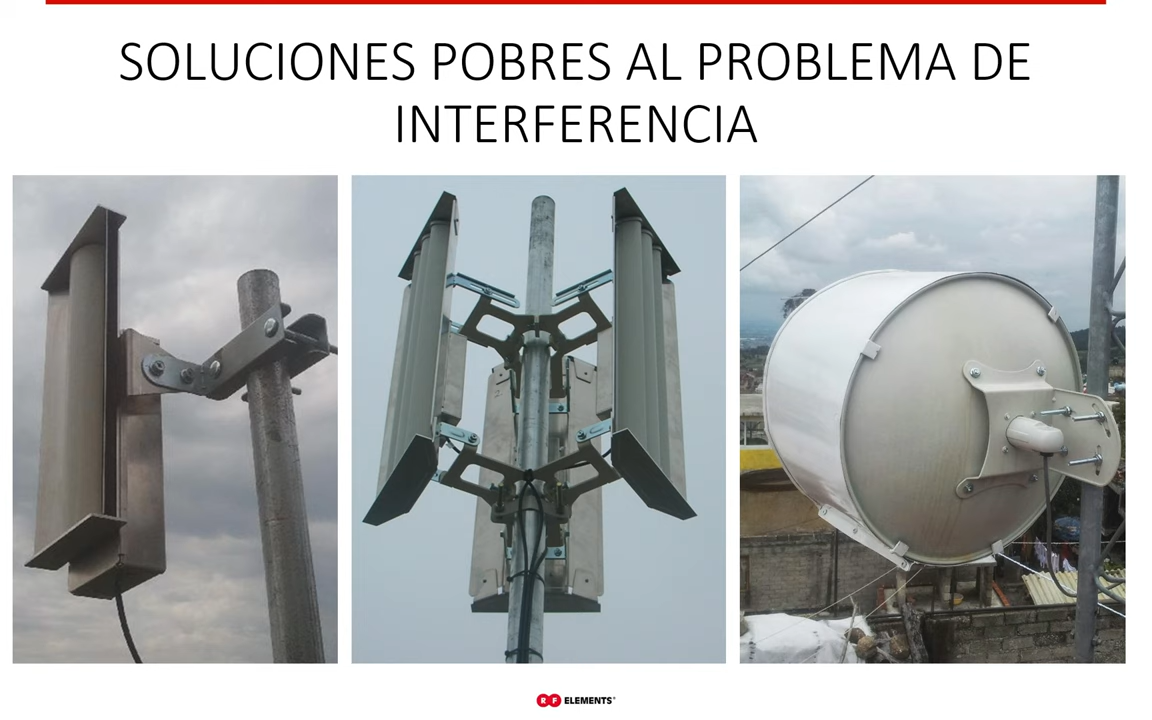 SOLUCIONES POBRES AL PROBLEMA DE
INTERFERENCIA
RF ELEMENTS®